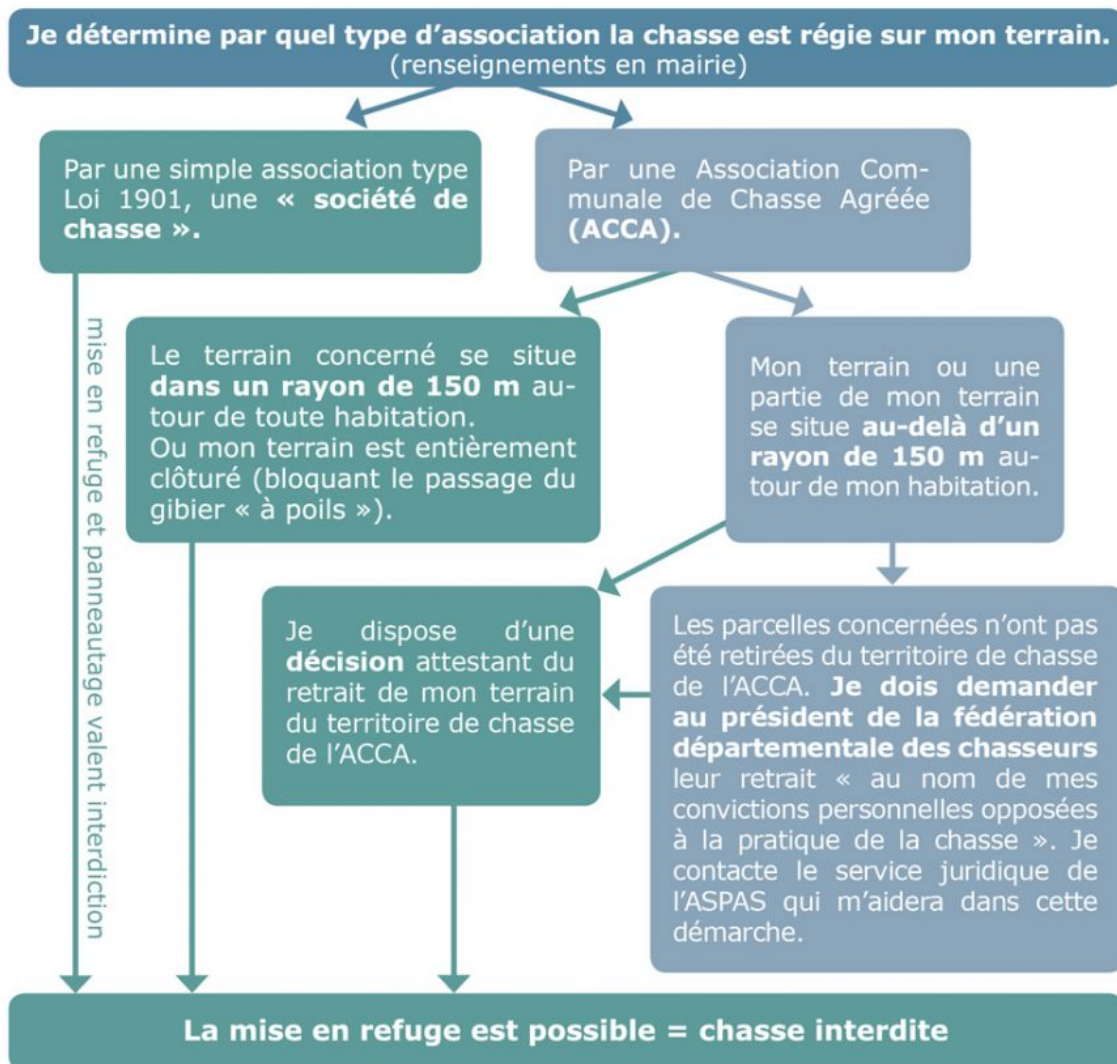 Je détermine par quel type d’association la chasse est régie sur mon terrain.
(renseignements en mairie)
Par une simple association type
Loi 1901, une « société de
chasse ».
Par une Association Com-
munale de Chasse Agréée
(ACCA).
mise en refuge et panneautage valent interdiction
Le terrain concerné se situe
dans un rayon de 150 m au-
tour de toute habitation.
Ou mon terrain est entièrement
clôturé (bloquant le passage du
gibier « à poils »).
Mon terrain ou une
partie de mon terrain
se situe au-delà d’un
rayon de 150 m au-
tour de mon habitation.
Je dispose d’une
décision attestant du
retrait de mon terrain
du territoire de chasse
de l’ACCA.
Les parcelles concernées n’ont pas
été retirées du territoire de chasse
de l’ACCA. Je dois demander
au président de la fédération
départementale des chasseurs
leur retrait « au nom de mes
convictions personnelles opposées
à la pratique de la chasse ». Je
contacte le service juridique de
l’ASPAS qui m’aidera dans cette
démarche.
La mise en refuge est possible = chasse interdite